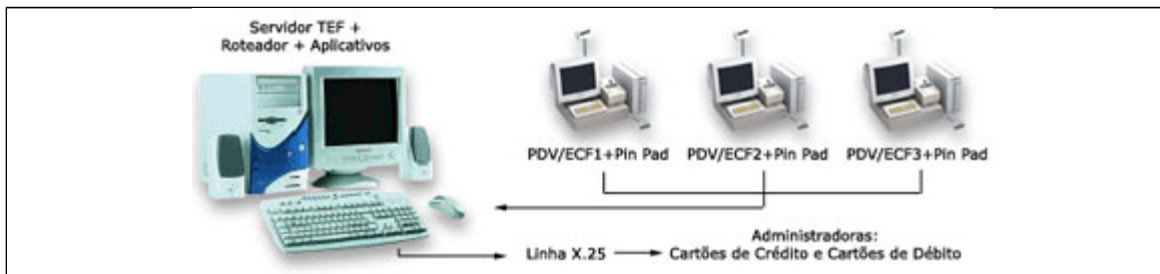 Servidor TEF +
Roteador + Aplicativos
PDV/ECF1+Pin Pad
PDV/ECF2+Pin Pad
PDV/ECF3+Pin Pad
Linha X.25
Administradoras:
Cartões de Crédito e Cartões de Débito